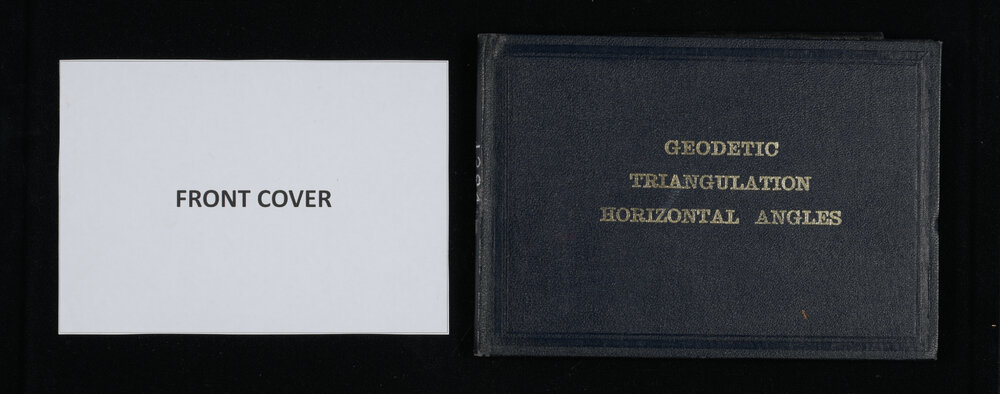 FRONT COVER
GEODETIC
TRIANGULATION
HORIZONTAL ANGLES